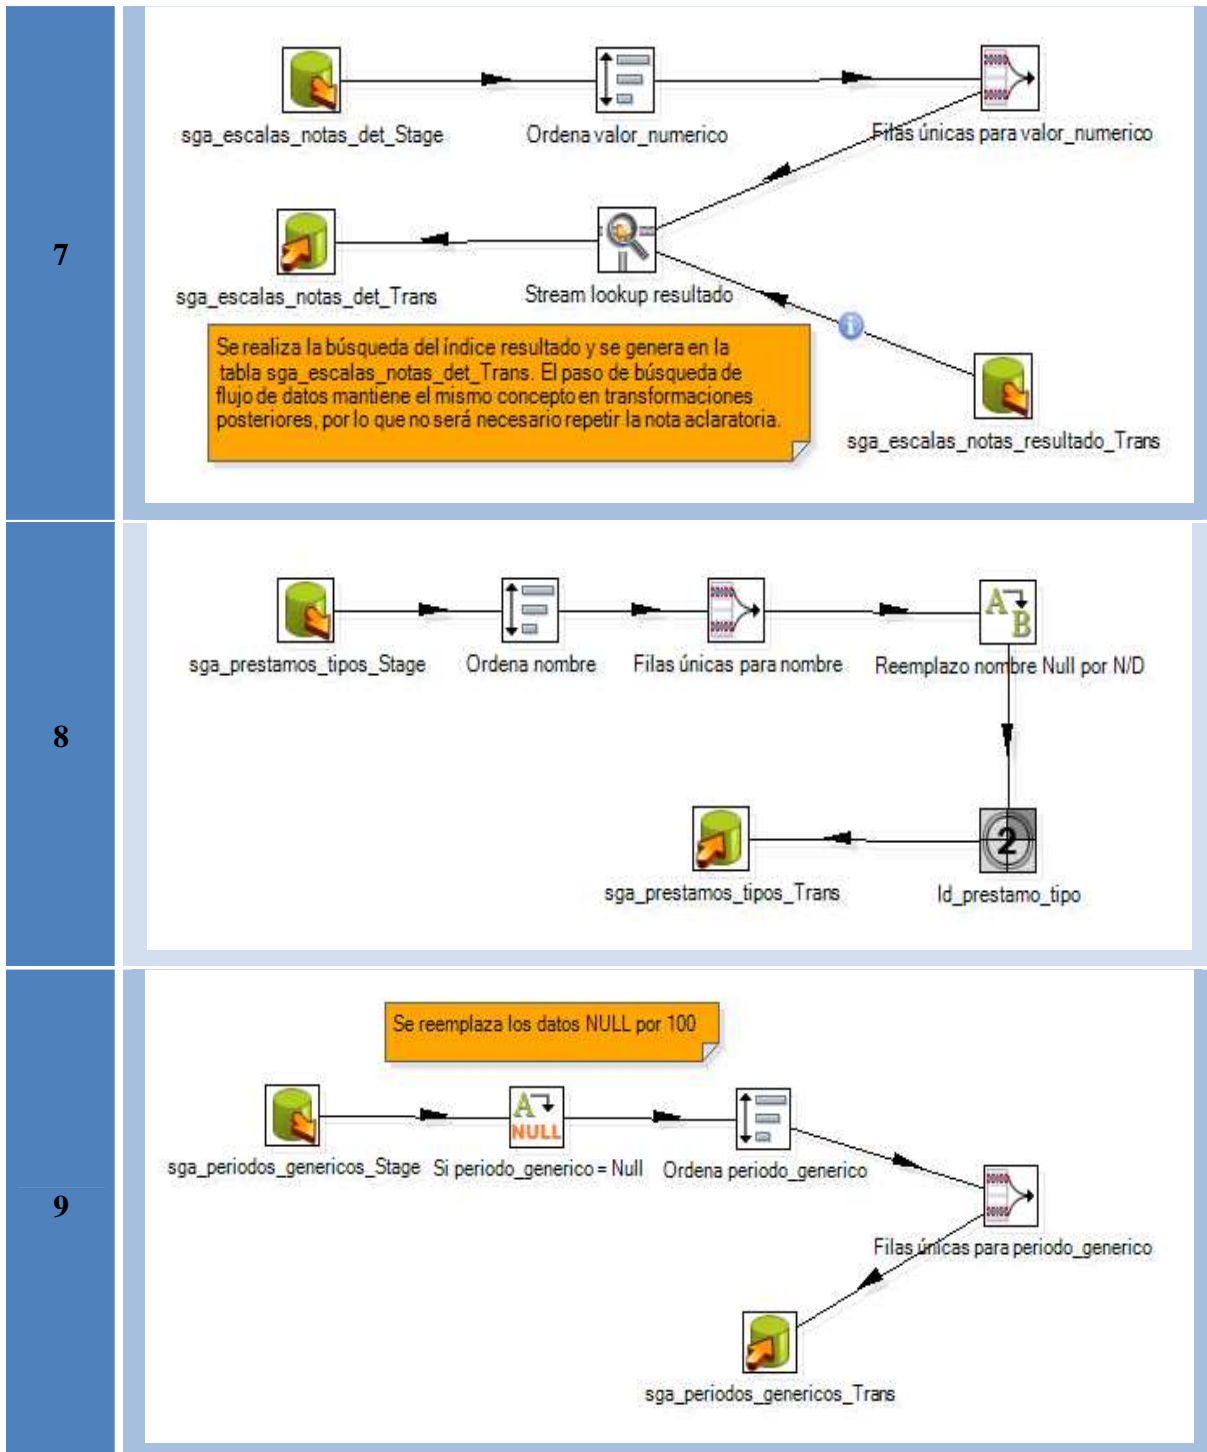 7
sga_escalas_notas_det_Stage
Ordena valor_numerico
Filas únicas para valor_numerico
sga_escalas_notas_det_Trans
Stream lookup resultado
Se realiza la búsqueda del índice resultado y se genera en la
tabla sga_escalas_notas_det_Trans. El paso de búsqueda de
flujo de datos mantiene el mismo concepto en transformaciones
posteriores, por lo que no será necesario repetir la nota aclaratoria.
i
sga_escalas_notas_resultado_Trans
8
sga_prestamos_tipos_Stage
Ordena nombre
Filas únicas para nombre
A
B
Reemplazo nombre Null por N/D
sga_prestamos_tipos_Trans
2
Id_prestamo_tipo
9
Se reemplaza los datos NULL por 100
sga_periodos_genericos_Stage
A
NULL
Si periodo_generico = Null
Ordena periodo_generico
Filas únicas para periodo_generico
sga_periodos_genericos_Trans